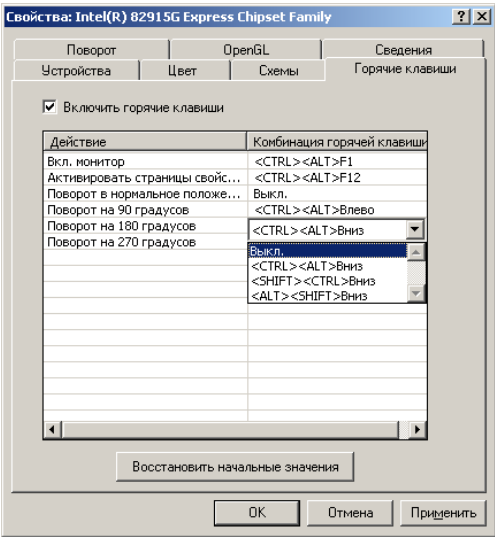 Свойства: Intel(R) 82915G Express Chipset Family
Поворот OpenGL Сведения
Устройства Цвет Схемы Горячие клавиши
Включить горячие клавиши
Действие Комбинация горячей клавиши
Вкл. монитор <CTRL><ALT>F1
Активировать страницы свойс... <CTRL><ALT>F12
Поворот в нормальное положе... Выкл.
Поворот на 90 градусов <CTRL><ALT>Влево
Поворот на 180 градусов <CTRL><ALT>Вниз
Поворот на 270 градусов
Выкл.
<CTRL><ALT>Вниз
<SHIFT><CTRL>Вниз
<ALT><SHIFT>Вниз
Восстановить начальные значения
OK Отмена Применить